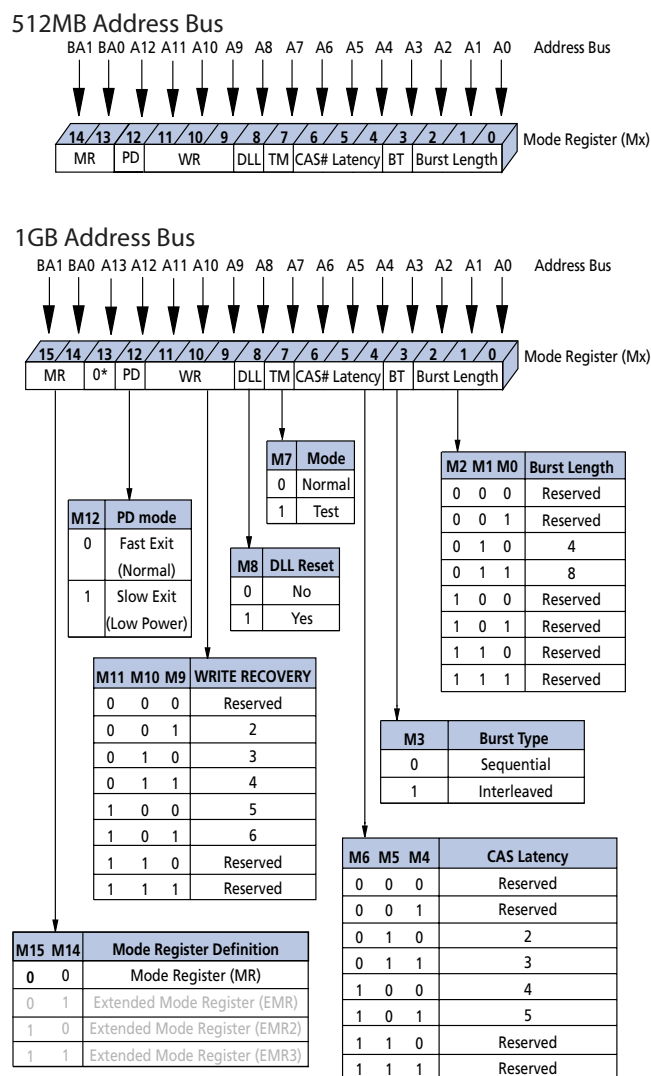 512MB Address Bus
BA1 BA0 A12 A11 A10 A9 A8 A7 A6 A5 A4 A3 A2 A1 A0 Address Bus
14 13 12 11 10 9 8 7 6 5 4 3 2 1 0 Mode Register (Mx)
MR PD WR DLL TM CAS# Latency BT Burst Length
1GB Address Bus
BA1 BA0 A13 A12 A11 A10 A9 A8 A7 A6 A5 A4 A3 A2 A1 A0 Address Bus
15 14 13 12 11 10 9 8 7 6 5 4 3 2 1 0 Mode Register (Mx)
MR 0* PD WR DLL TM CAS# Latency BT Burst Length
M7 Mode
0 Normal
1 Test
M2 M1 M0 Burst Length
0 0 0 Reserved
0 0 1 Reserved
0 1 0 4
0 1 1 8
1 0 0 Reserved
1 0 1 Reserved
1 1 0 Reserved
1 1 1 Reserved
M12 PD mode
0 Fast Exit
(Normal)
1 Slow Exit
(Low Power)
M8 DLL Reset
0 No
1 Yes
M11 M10 M9 WRITE RECOVERY
0 0 0 Reserved
0 0 1 2
0 1 0 3
0 1 1 4
1 0 0 5
1 0 1 6
1 1 0 Reserved
1 1 1 Reserved
M3 Burst Type
0 Sequential
1 Interleaved
M6 M5 M4 CAS Latency
0 0 0 Reserved
0 0 1 Reserved
0 1 0 2
0 1 1 3
1 0 0 4
1 0 1 5
1 1 0 Reserved
1 1 1 Reserved
M15 M14 Mode Register Definition
0 0 Mode Register (MR)
0 1 Extended Mode Register (EMR)
1 0 Extended Mode Register (EMR2)
1 1 Extended Mode Register (EMR3)